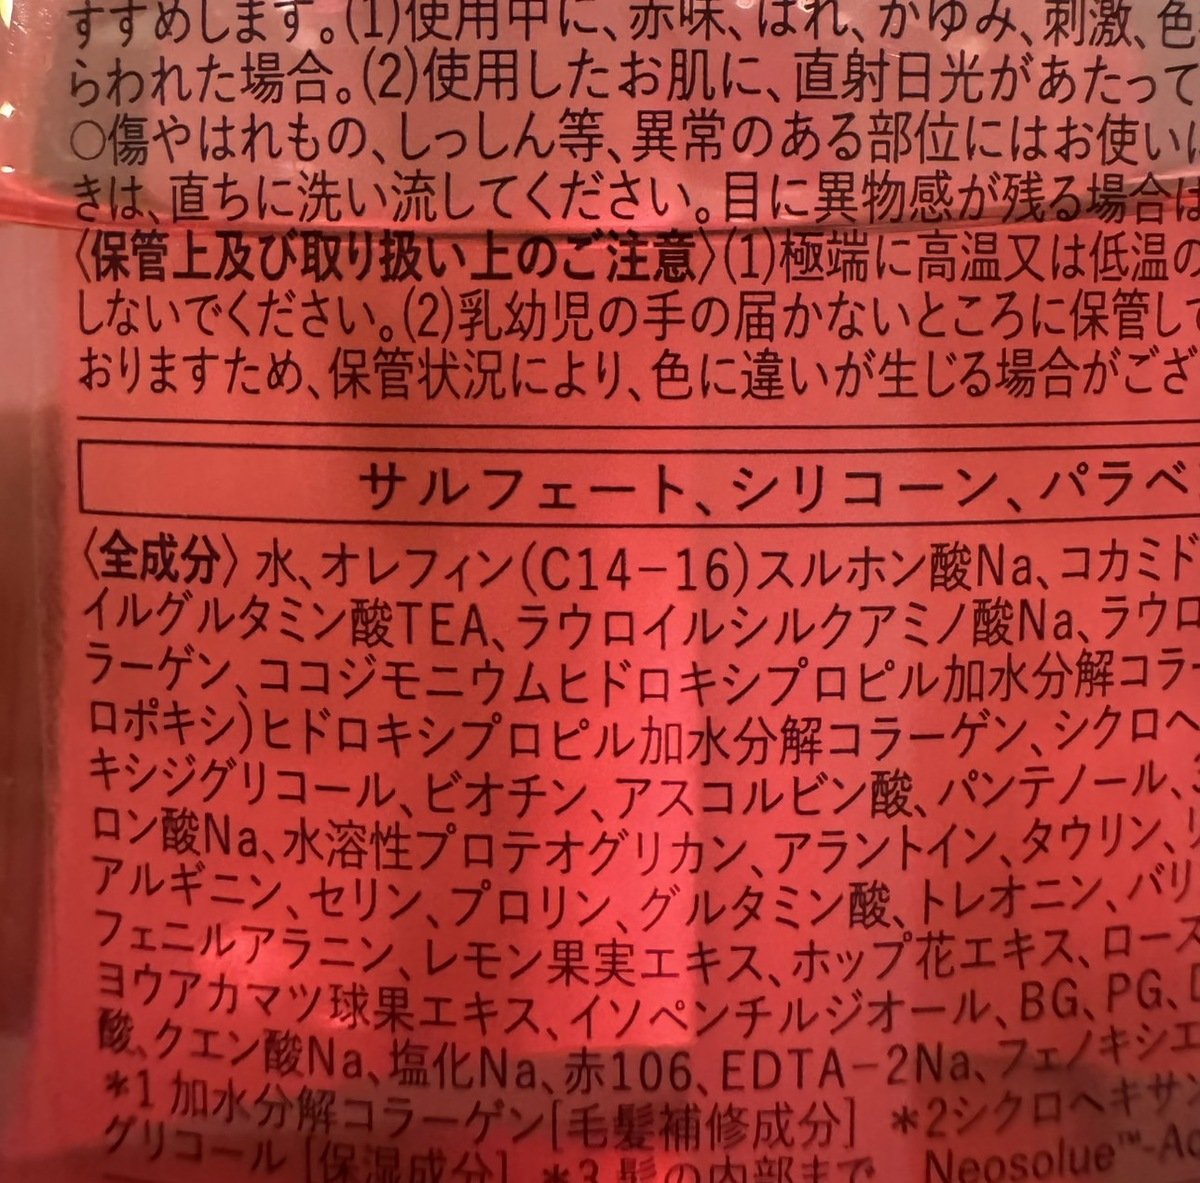 すすめします。(1)使用中に、赤味、はれ、かゆみ、刺激、色
らわれた場合。(2)使用したお肌に、直射日光があたって
○傷やはれもの、しっしん等、異常のある部位にはお使いに
きは、直ちに洗い流してください。目に異物感が残る場合は
〈保管上及び取り扱い上のご注意〉(1)極端に高温又は低温の
しないでください。(2)乳幼児の手の届かないところに保管して
おりますため、保管状況により、色に違いが生じる場合がござ
サルフェート、シリコーン、パラベ
〈全成分〉水、オレフィン(C14-16)スルホン酸Na、コカミド
イルグルタミン酸TEA、ラウロイルシルクアミノ酸Na、ラウロ
ラーゲン、ココジモニウムヒドロキシプロピル加水分解コラ
ロポキシ)ヒドロキシプロピル加水分解コラーゲン、シクロヘ
キシジグリコール、ビオチン、アスコルビン酸、パンテノール、
ロン酸Na、水溶性プロテオグリカン、アラントイン、タウリン、
アルギニン、セリン、プロリン、グルタミン酸、トレオニン、バリ
フェニルアラニン、レモン果実エキス、ホップ花エキス、ローズ
ヨウアカマツ球果エキス、イソペンチルジオール、BG、PG、
酸、クエン酸Na、塩化Na、赤106、EDTA-2Na、フェノキシエ
*1 加水分解コラーゲン[毛髪補修成分] *2シクロヘキサン
グリコール [保湿成分] *3 髪の内部まで Neosolue™-Ac